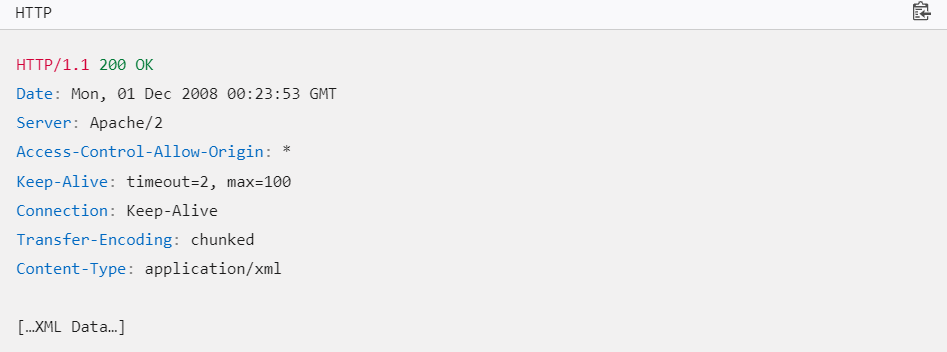 HTTP
HTTP/1.1 200 OK
Date: Mon, 01 Dec 2008 00:23:53 GMT
Server: Apache/2
Access-Control-Allow-Origin: *
Keep-Alive: timeout=2, max=100
Connection: Keep-Alive
Transfer-Encoding: chunked
Content-Type: application/xml
[…XML Data…]